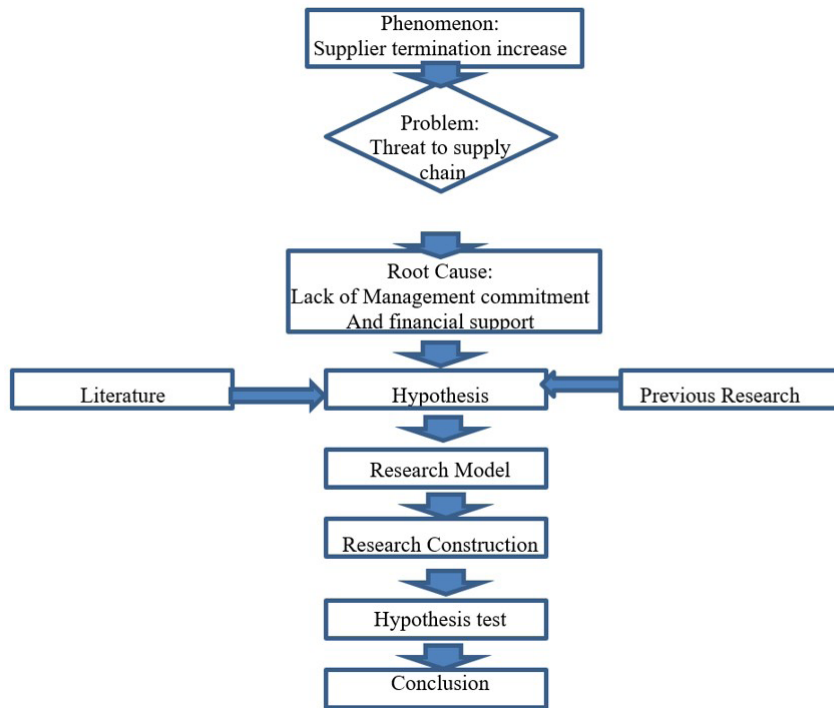 Phenomenon:
Supplier termination increase
Problem:
Threat to supply
chain
Root Cause:
Lack of Management commitment
And financial support
Literature
Hypothesis
Previous Research
Research Model
Research Construction
Hypothesis test
Conclusion